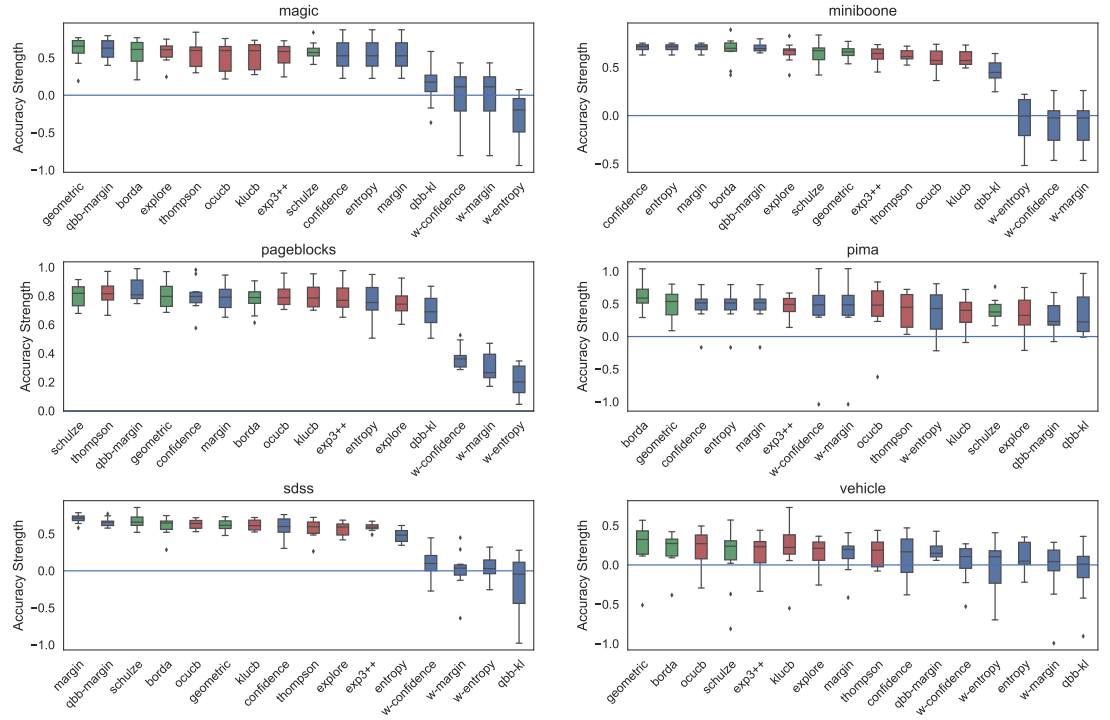 magic
Accuracy Strength
0.5
0.0
−0.5
−1.0
geometric qbb-margin borda explore thompson ocucb klucb exp3++ schulze confidence entropy margin qbb-kl w-confidence w-margin w-entropy
miniboone
Accuracy Strength
0.5
0.0
−0.5
confidence entropy margin borda qbb-margin explore schulze geometric exp3++ thompson ocucb klucb qbb-kl w-entropy w-confidence w-margin
pageblocks
Accuracy Strength
1.0
0.8
0.6
0.4
0.2
0.0
schulze thompson qbb-margin geometric confidence margin borda ocucb klucb exp3++ entropy explore qbb-kl w-confidence w-margin w-entropy
pima
Accuracy Strength
1.0
0.5
0.0
−0.5
−1.0
borda geometric confidence entropy margin exp3++ w-confidence w-margin ocucb thompson w-entropy klucb schulze explore qbb-margin qbb-kl
sdss
Accuracy Strength
0.5
0.0
−0.5
−1.0
margin qbb-margin schulze borda ocucb geometric klucb confidence thompson explore exp3++ entropy w-confidence w-margin w-entropy qbb-kl
vehicle
Accuracy Strength
0.5
0.0
−0.5
−1.0
geometric borda ocucb schulze exp3++ klucb explore margin thompson confidence qbb-margin w-confidence w-entropy entropy w-margin qbb-kl